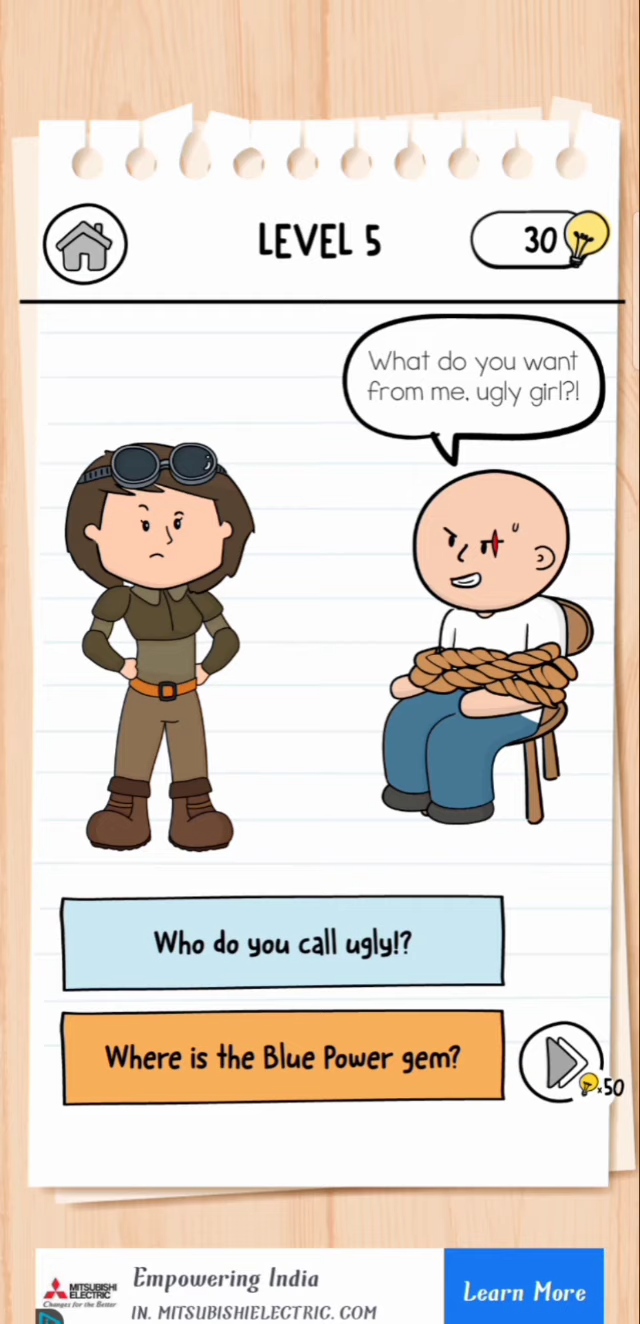 LEVEL 5
30
What do you want
from me, ugly girl?!
Who do you call ugly!?
Where is the Blue Power gem?
×50
MITSUBISHI
ELECTRIC
Changes for the Better
Empowering India
IN. MITSUBISHIELECTRIC. COM
Learn More